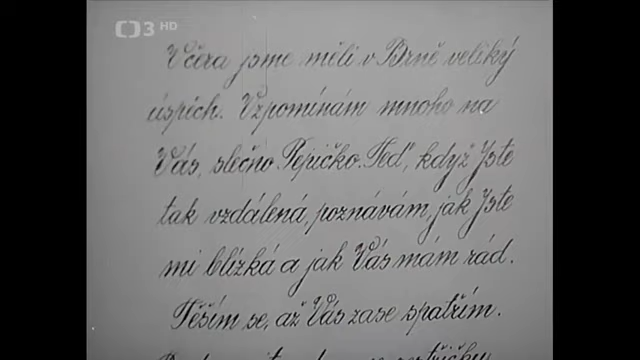 3 HD
Včera jsme měli v Brně veliký
úspěch. Vzpomínám mnoho na
Vás, slečno Pepičko. Teď, když Jste
tak vzdálená, poznávám, jak Jste
mi blízká a jak Vás mám rád.
Těším se, až Vás zase spatřím.